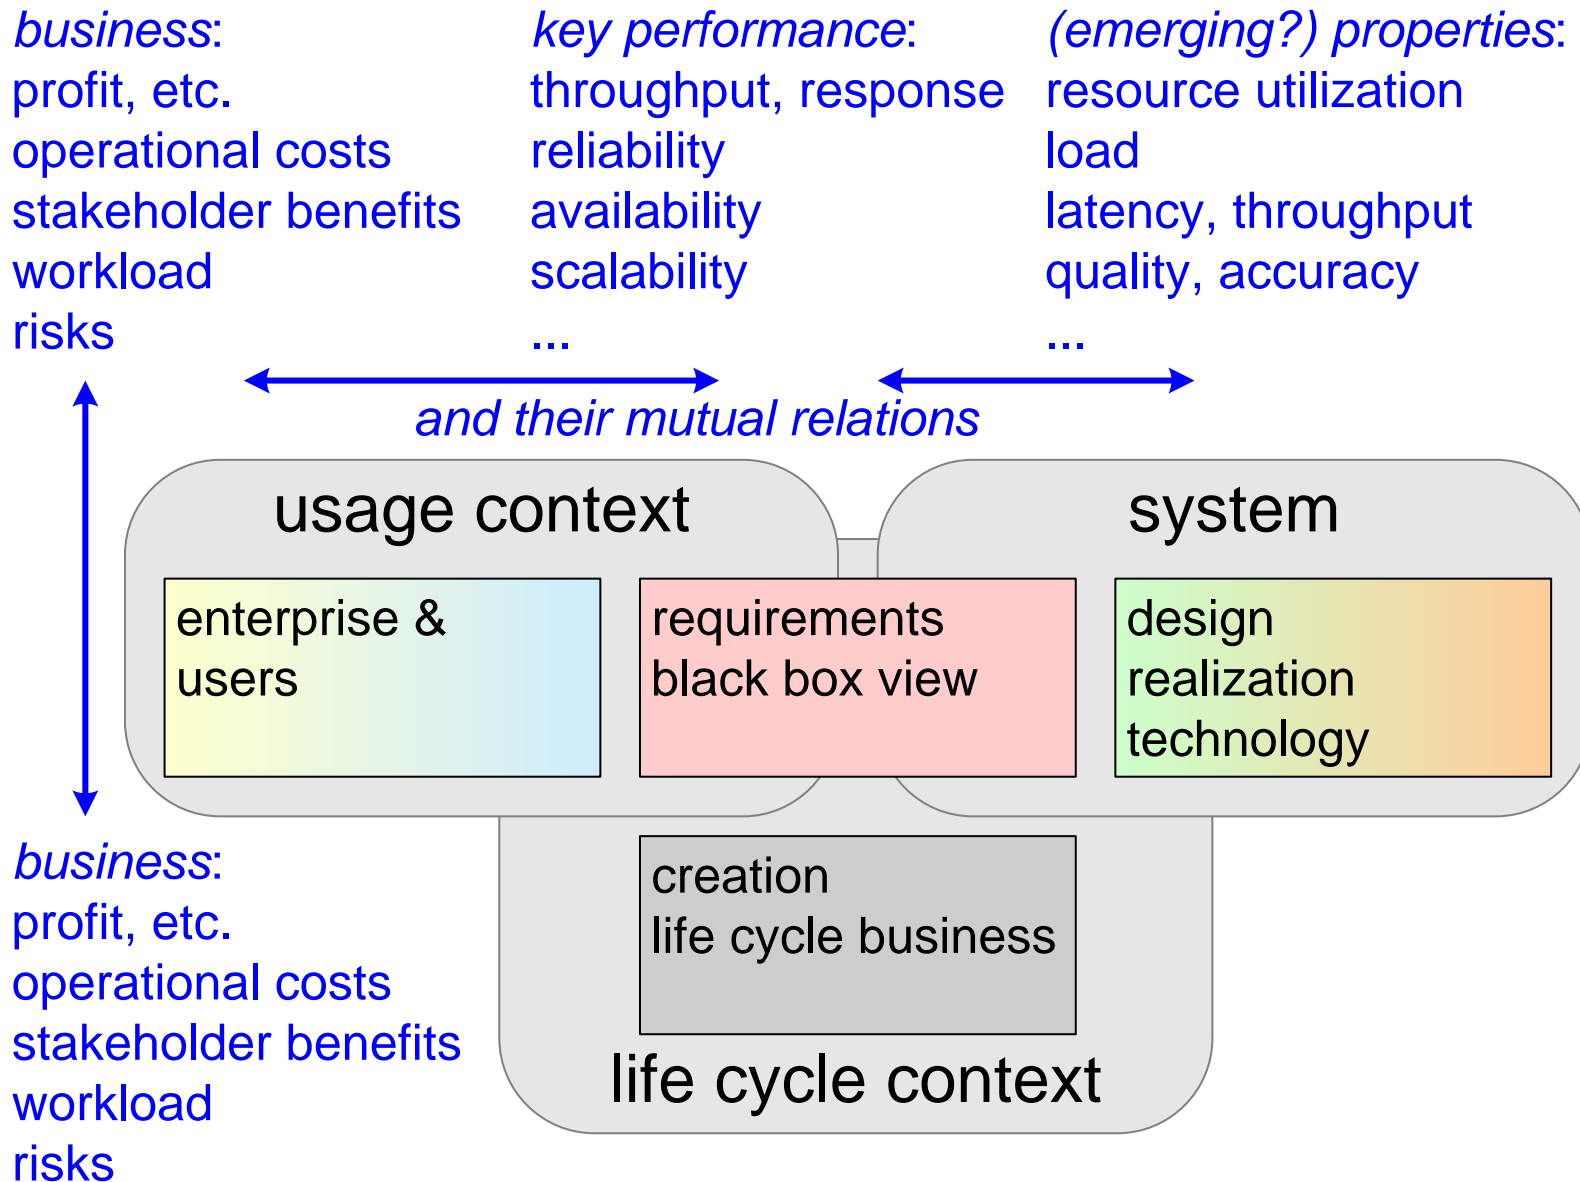 business:
profit, etc.
operational costs
stakeholder benefits
workload
risks
key performance:
throughput, response
reliability
availability
scalability
...
(emerging?) properties:
resource utilization
load
latency, throughput
quality, accuracy
...
and their mutual relations
usage context
system
enterprise &
users
requirements
black box view
design
realization
technology
creation
life cycle business
life cycle context
business:
profit, etc.
operational costs
stakeholder benefits
workload
risks